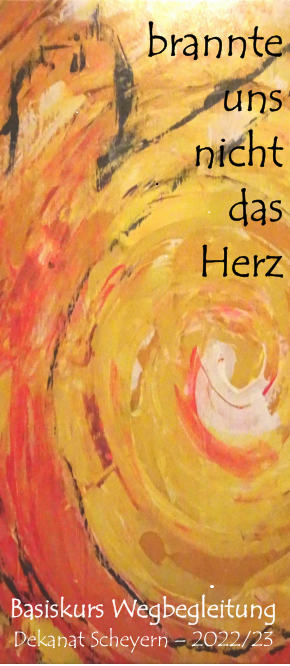 brannte
uns
nicht
das
Herz
Basiskurs Wegbegleitung
Dekanat Scheyern – 2022/23